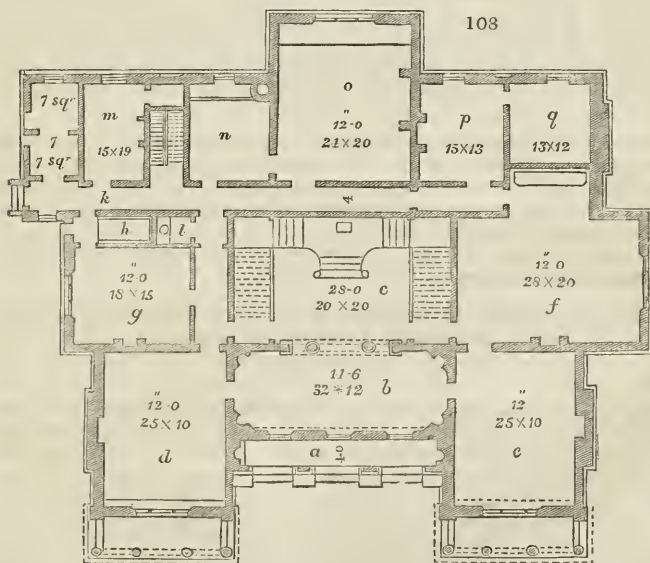 108
7 sqr
7
7 sqr
m
15×19
n
o
" 12-0
21×20
p
15×13
q
13×12
k
4
h
l
" 12-0
18×15
g
28-0
20×20
c
" 12-0
28×20
f
11-6
32×12
b
" 12-0
25×10
d
a
" 12
25×10
e